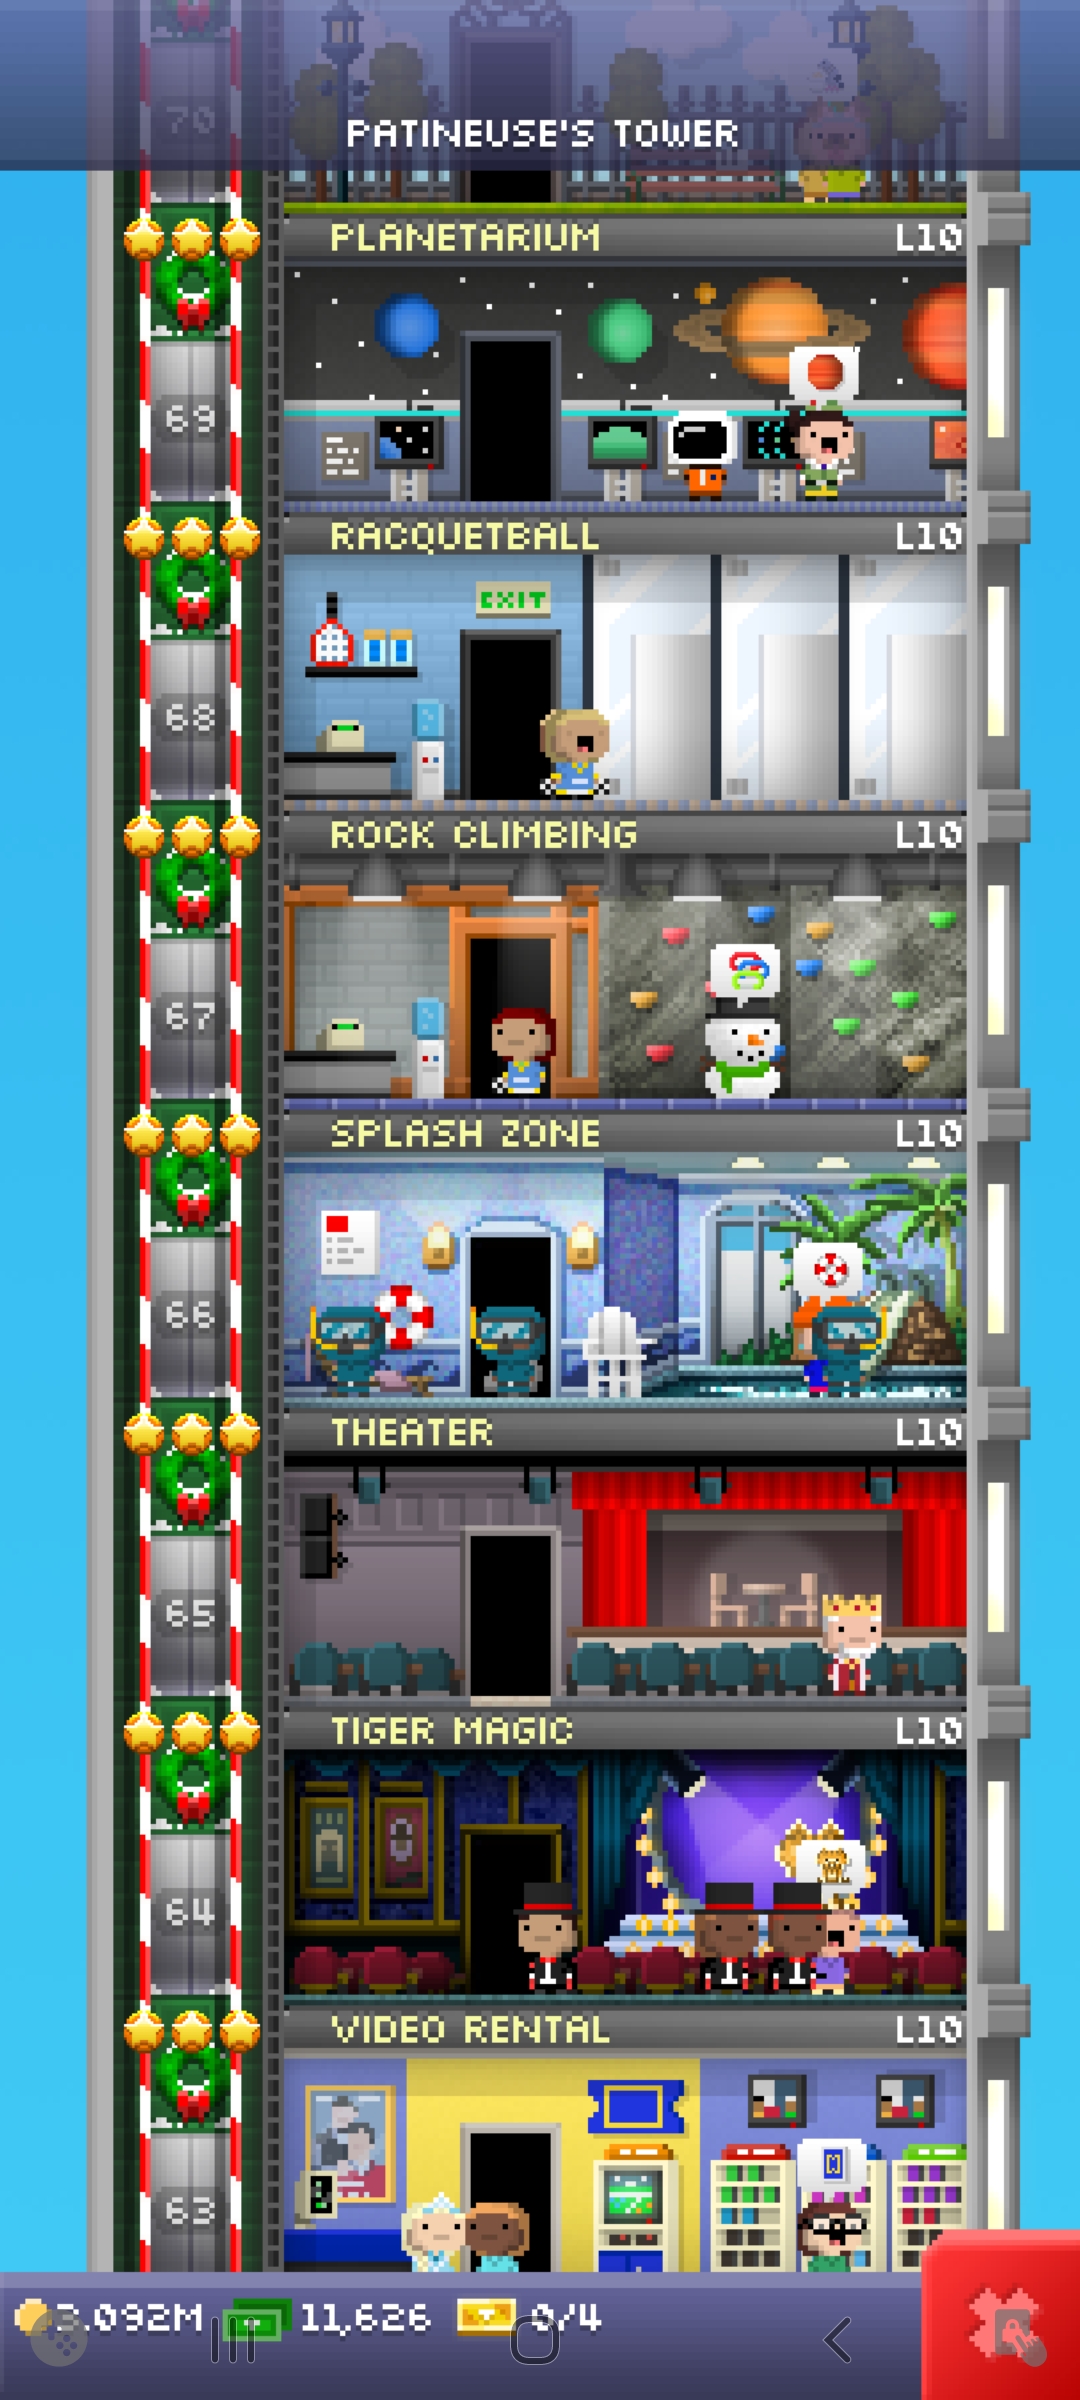 70
PATINEUSE'S TOWER
PLANETARIUM L10
69
RACQUETBALL L10
EXIT
68
ROCK CLIMBING L10
67
SPLASH ZONE L10
66
THEATER L10
65
TIGER MAGIC L10
64
VIDEO RENTAL L10
63
3.092M 11,626 0/4